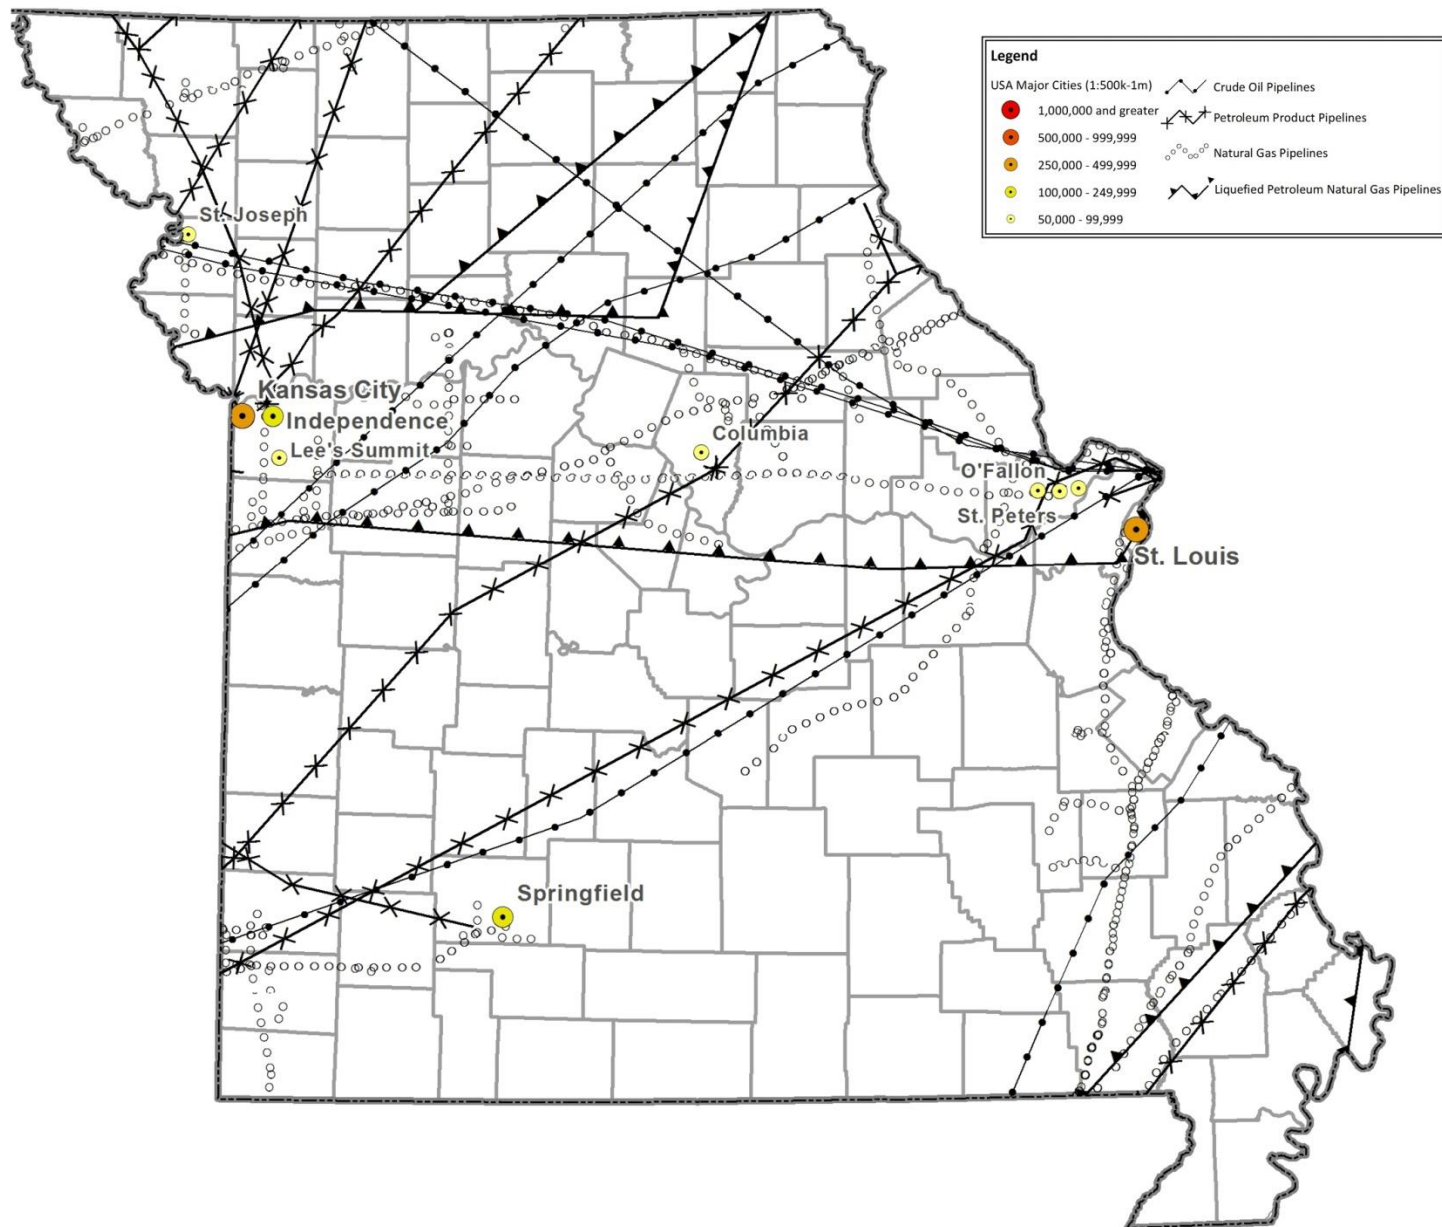 Legend
USA Major Cities (1:500k-1m)
1,000,000 and greater
500,000 - 999,999
250,000 - 499,999
100,000 - 249,999
50,000 - 99,999
Crude Oil Pipelines
Petroleum Product Pipelines
Natural Gas Pipelines
Liquefied Petroleum Natural Gas Pipelines
St. Joseph
Kansas City
Independence
Lee's Summit
Columbia
O'Fallon
St. Peters
St. Louis
Springfield